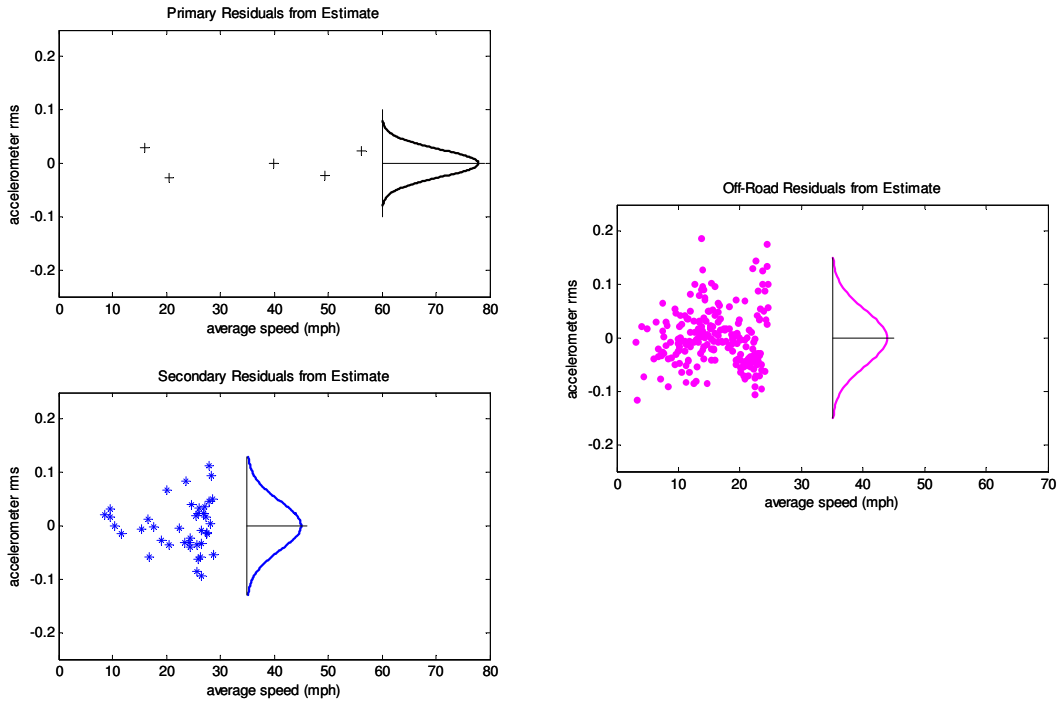 Primary Residuals from Estimate
0.2
0.1
0
-0.1
-0.2
accelerometer rms
0 10 20 30 40 50 60 70 80
average speed (mph)
Secondary Residuals from Estimate
0.2
0.1
0
-0.1
-0.2
accelerometer rms
0 10 20 30 40 50 60 70 80
average speed (mph)
Off-Road Residuals from Estimate
0.2
0.1
0
-0.1
-0.2
accelerometer rms
0 10 20 30 40 50 60 70
average speed (mph)